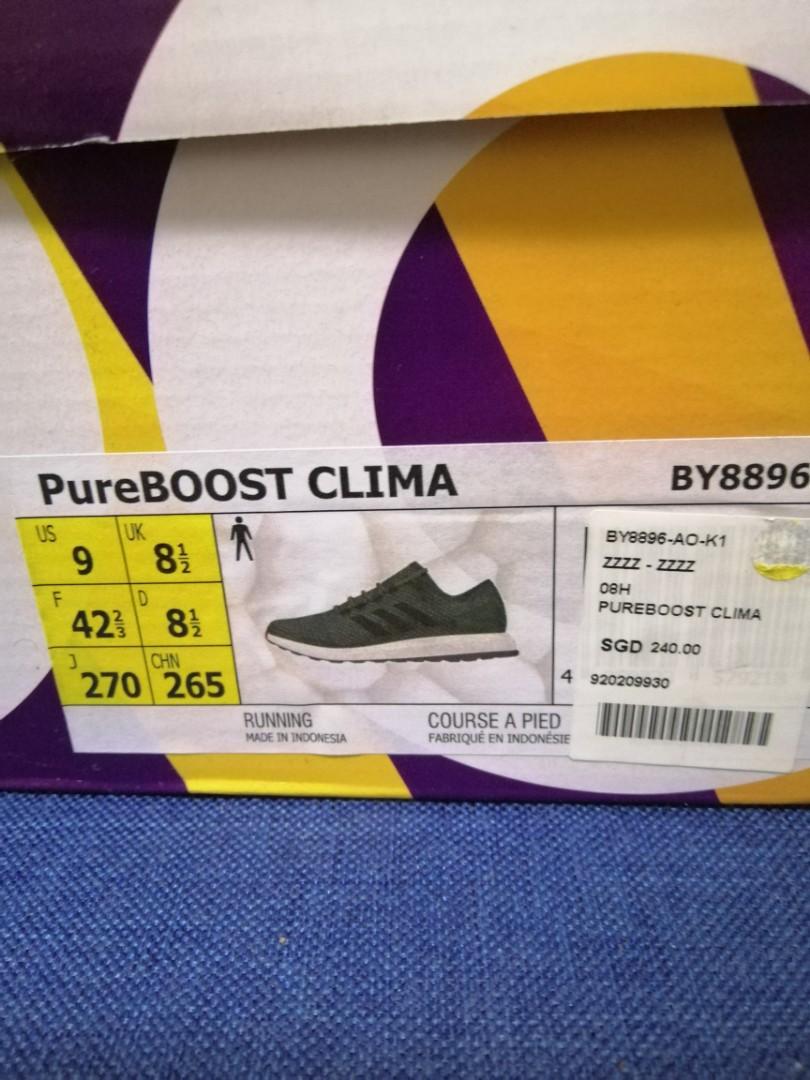 PureBOOST CLIMA BY8896
US 9 UK 8½
F 42⅔ D 8½
J 270 CHN 265
RUNNING COURSE A PIED
MADE IN INDONESIA FABRIQUÉ EN INDONÉSIE
4
BY8896-AO-K1
ZZZZ - ZZZZ
08H
PUREBOOST CLIMA
SGD 240.00
920209930